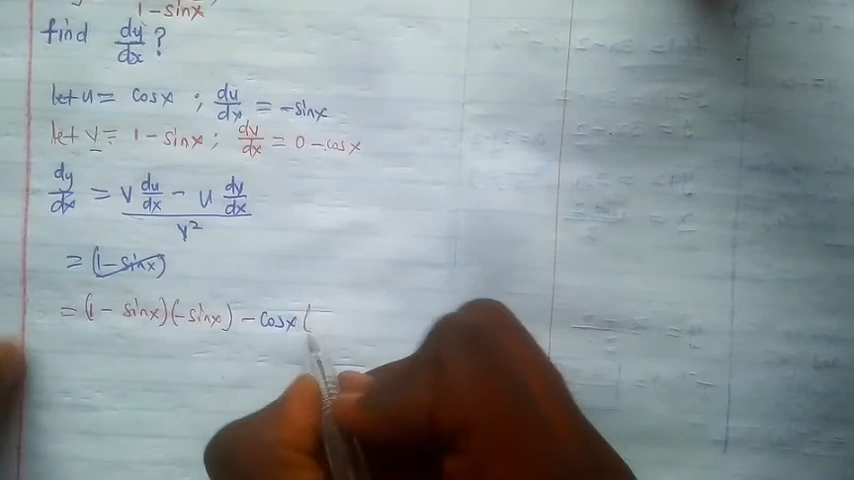 1-sinx
find dy/dx?
let u = cosx ; du/dx = -sinx
let v = 1-sinx ; dv/dx = 0-cosx
dy/dx = (v du/dx - u dv/dx) / v²
= (1-sinx)
= (1- sinx)(-sinx) - cosx (